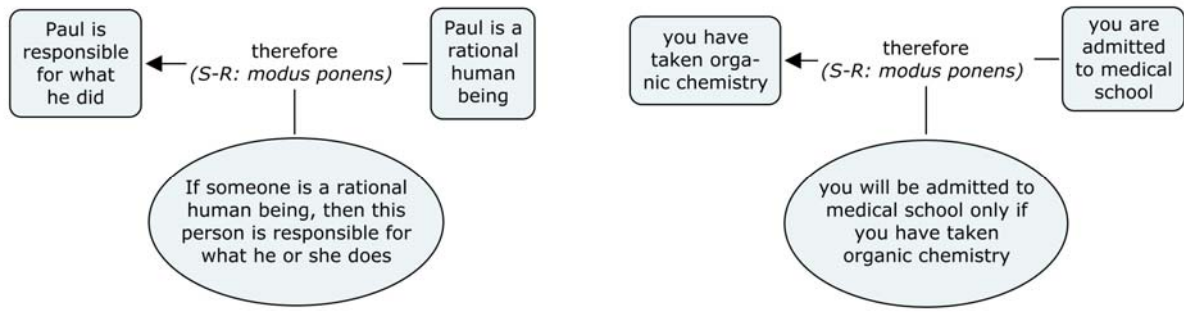 Paul is
responsible
for what
he did
therefore
(S-R: modus ponens)
Paul is a
rational
human
being
If someone is a rational
human being, then this
person is responsible for
what he or she does
you have
taken orga-
nic chemistry
therefore
(S-R: modus ponens)
you are
admitted
to medical
school
you will be admitted to
medical school only if
you have taken
organic chemistry